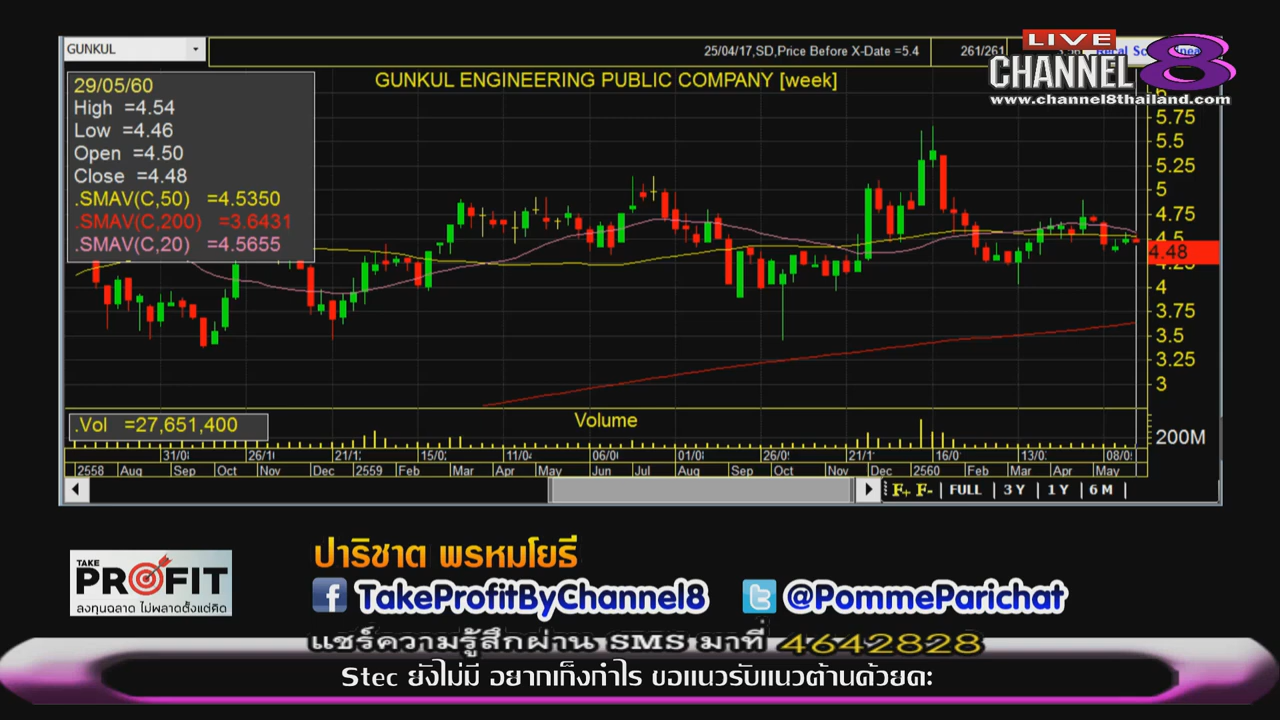 GUNKUL
25/04/17,SD,Price Before X-Date =5.4
261/261
LIVE
CHANNEL 8
www.channel8thailand.com
GUNKUL ENGINEERING PUBLIC COMPANY [week]
29/05/60
High =4.54
Low =4.46
Open =4.50
Close =4.48
.SMAV(C,50) =4.5350
.SMAV(C,200) =3.6431
.SMAV(C,20) =4.5655
5.75
5.5
5.25
5
4.75
4.5
4.48
4.25
4
3.75
3.5
3.25
3
.Vol =27,651,400
Volume
200M
2558 Aug Sep Oct Nov Dec 2559 Feb Mar Apr May Jun Jul Aug Sep Oct Nov Dec 2560 Feb Mar Apr May
F+ F- FULL 3 Y 1 Y 6 M
TAKE
PROFIT
ลงทุนฉลาด ไม่พลาดตั้งแต่คิด
ปาริชาต พรหมโยธี
TakeProfitByChannel8
@PommeParichat
แชร์ความรู้สึกผ่าน SMS มาที่ 4642828
Stec ยังไม่มี อยากเก็งกำไร ขอแนวรับแนวต้านด้วยคะ